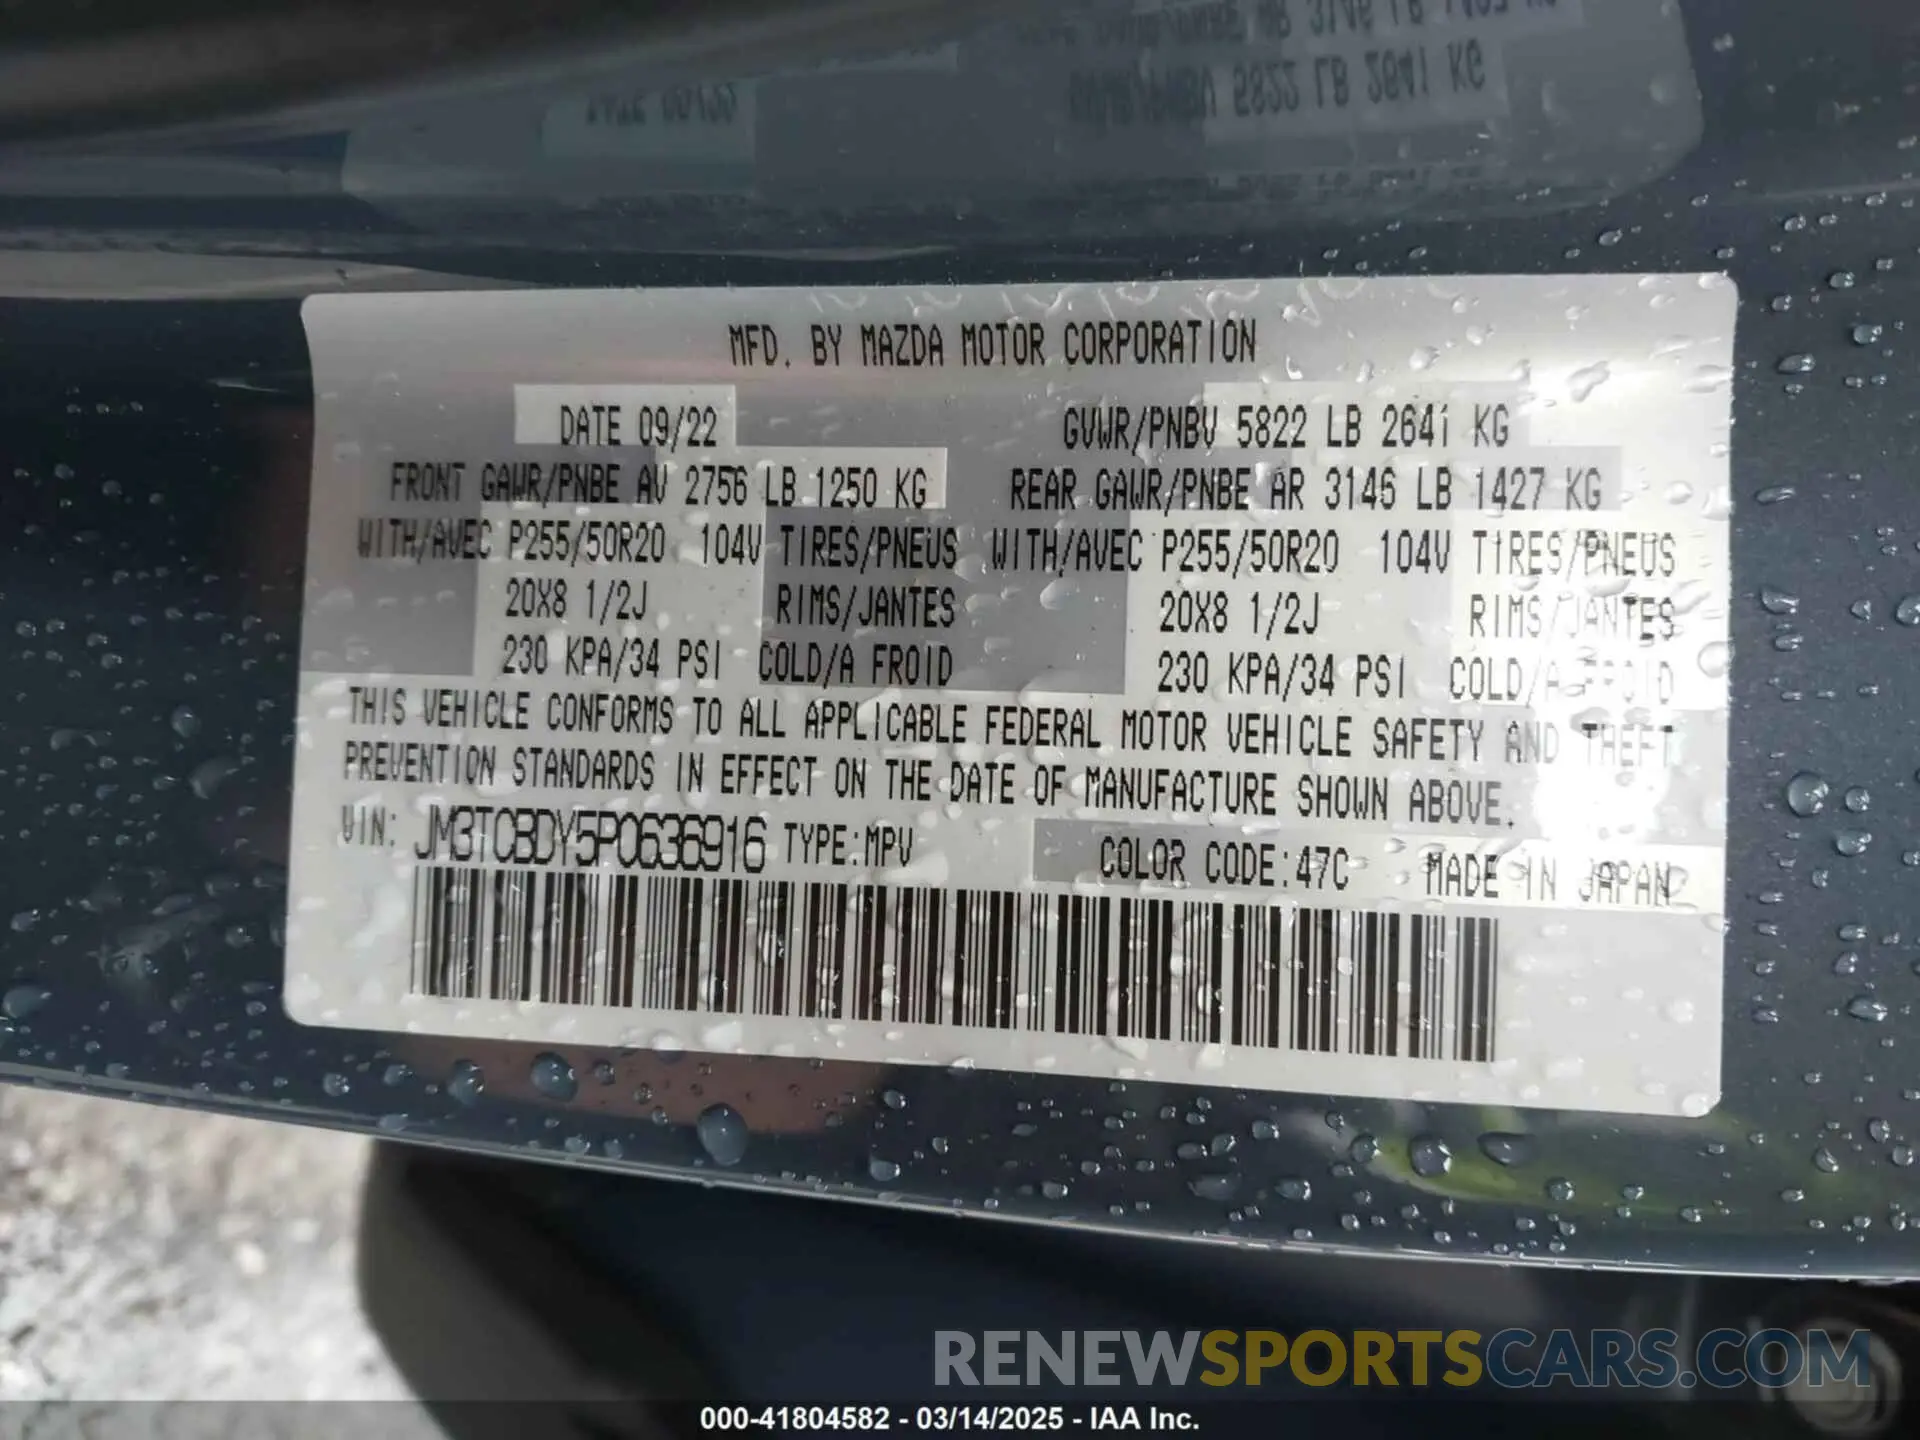 MFD. BY MAZDA MOTOR CORPORATION
DATE 09/22 GVWR/PNBV 5822 LB 2641 KG
FRONT GAWR/PNBE AV 2756 LB 1250 KG REAR GAWR/PNBE AR 3146 LB 1427 KG
WITH/AVEC P255/50R20 104V TIRES/PNEUS WITH/AVEC P255/50R20 104V TIRES/PNEUS
20X8 1/2J RIMS/JANTES 20X8 1/2J RIMS/JANTES
230 KPA/34 PSI COLD/A FROID 230 KPA/34 PSI COLD/A FROID
THIS VEHICLE CONFORMS TO ALL APPLICABLE FEDERAL MOTOR VEHICLE SAFETY AND THEFT
PREVENTION STANDARDS IN EFFECT ON THE DATE OF MANUFACTURE SHOWN ABOVE.
VIN: JM3TCBDY5P0636916 TYPE:MPV COLOR CODE:47C MADE IN JAPAN
RENEWSPORTSCARS.COM
000-41804582 - 03/14/2025 - IAA Inc.